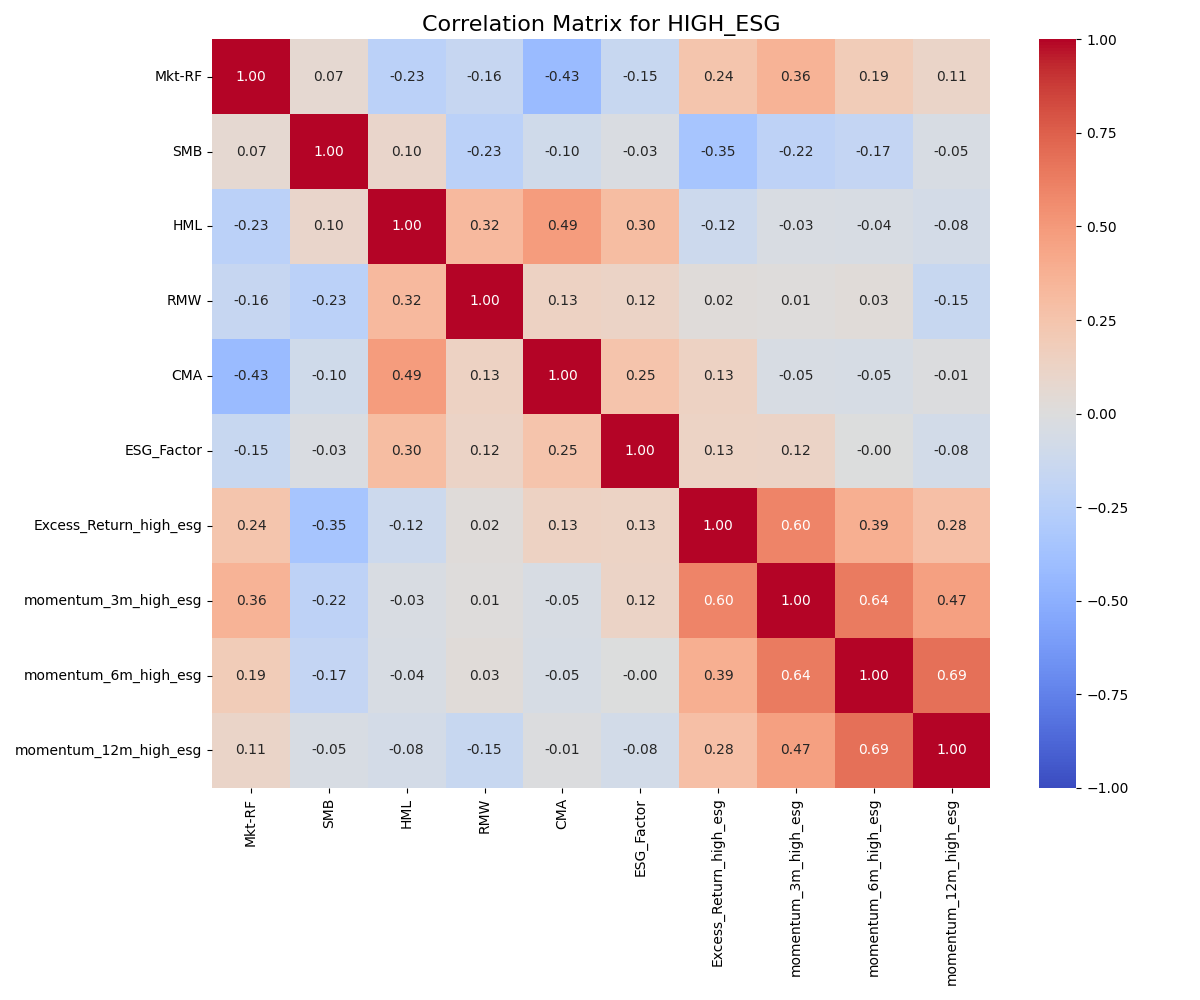 Correlation Matrix for HIGH_ESG
Mkt-RF 1.00 0.07 -0.23 -0.16 -0.43 -0.15 0.24 0.36 0.19 0.11
SMB 0.07 1.00 0.10 -0.23 -0.10 -0.03 -0.35 -0.22 -0.17 -0.05
HML -0.23 0.10 1.00 0.32 0.49 0.30 -0.12 -0.03 -0.04 -0.08
RMW -0.16 -0.23 0.32 1.00 0.13 0.12 0.02 0.01 0.03 -0.15
CMA -0.43 -0.10 0.49 0.13 1.00 0.25 0.13 -0.05 -0.05 -0.01
ESG_Factor -0.15 -0.03 0.30 0.12 0.25 1.00 0.13 0.12 -0.00 -0.08
Excess_Return_high_esg 0.24 -0.35 -0.12 0.02 0.13 0.13 1.00 0.60 0.39 0.28
momentum_3m_high_esg 0.36 -0.22 -0.03 0.01 -0.05 0.12 0.60 1.00 0.64 0.47
momentum_6m_high_esg 0.19 -0.17 -0.04 0.03 -0.05 -0.00 0.39 0.64 1.00 0.69
momentum_12m_high_esg 0.11 -0.05 -0.08 -0.15 -0.01 -0.08 0.28 0.47 0.69 1.00
Mkt-RF
SMB
HML
RMW
CMA
ESG_Factor
Excess_Return_high_esg
momentum_3m_high_esg
momentum_6m_high_esg
momentum_12m_high_esg
1.00
0.75
0.50
0.25
0.00
−0.25
−0.50
−0.75
−1.00